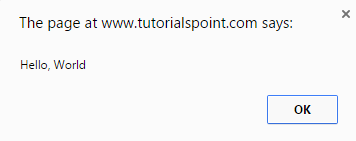 The page at www.tutorialspoint.com says:
Hello, World
OK